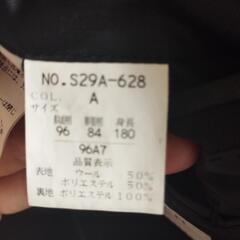 NO.S29A-628
COL. A
サイズ
胸囲 胴囲 身長
96 84 180
96A7
品質表示
表地 ウール 50%
ポリエステル 50%
裏地 ポリエステル 100%